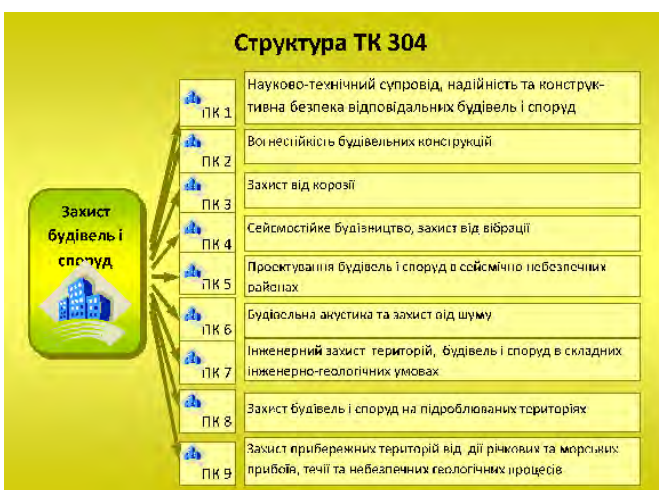 Структура ТК 304
Захист
будівель і
споруд
ПК 1
Науково-технічний супровід, надійність та конструк-
тивна безпека відповідальних будівель і споруд
ПК 2
Вогнестійкість будівельних конструкцій
ПК 3
Захист від корозії
ПК 4
Сейсмостійке будівництво, захист від вібрації
ПК 5
Проектування будівель і споруд в сейсмічно небезпечних
районах
ПК 6
Будівельна акустика та захист від шуму
ПК 7
Інженерний захист територій, будівель і споруд в складних
інженерно-геологічних умовах
ПК 8
Захист будівель і споруд на підроблюваних територіях
ПК 9
Захист прибережних територій від дії річкових та морських
прибоїв, течії та небезпечних геологічних процесів